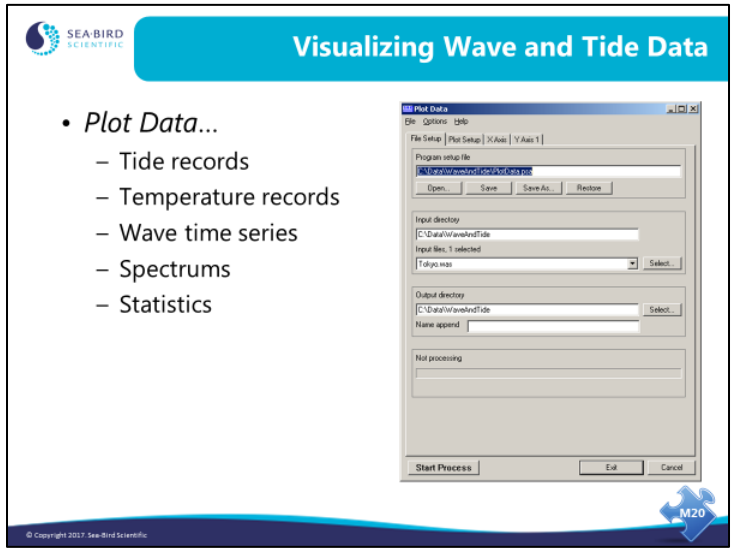 SEA·BIRD
SCIENTIFIC
Visualizing Wave and Tide Data
• Plot Data...
– Tide records
– Temperature records
– Wave time series
– Spectrums
– Statistics
Plot Data
File Options Help
File Setup Plot Setup X Axis Y Axis 1
Program setup file
C:\Data\WaveAndTide\PlotData.psa
Open... Save Save As... Restore
Input directory
C:\Data\WaveAndTide
Input files, 1 selected
Tokyo.was Select...
Output directory
C:\Data\WaveAndTide Select...
Name append
Not processing
Start Process Exit Cancel
M20
© Copyright 2017. Sea-Bird Scientific